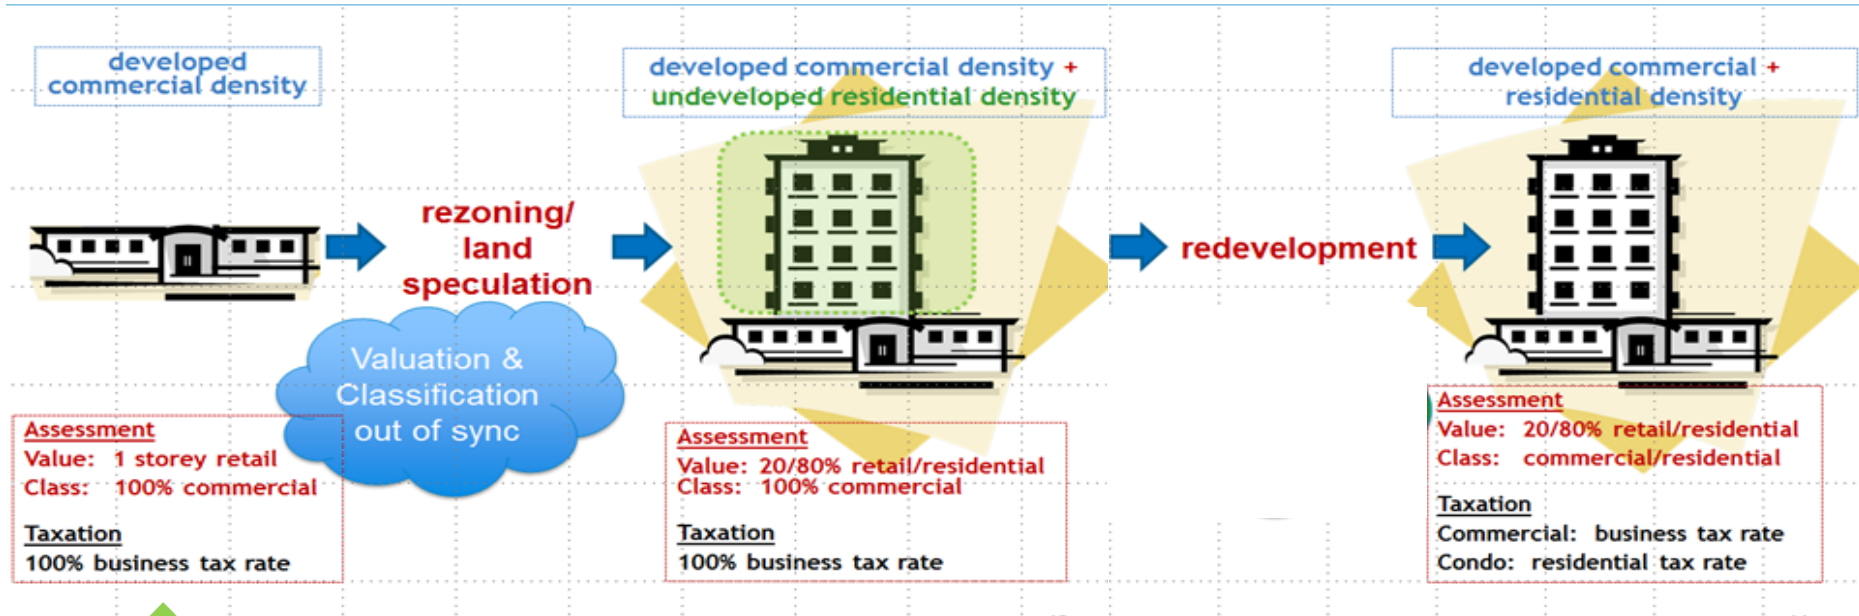 developed
commercial density
rezoning/
land
speculation
Valuation &
Classification
out of sync
Assessment
Value: 1 storey retail
Class: 100% commercial
Taxation
100% business tax rate
developed commercial density +
undeveloped residential density
Assessment
Value: 20/80% retail/residential
Class: 100% commercial
Taxation
100% business tax rate
redevelopment
developed commercial +
residential density
Assessment
Value: 20/80% retail/residential
Class: commercial/residential
Taxation
Commercial: business tax rate
Condo: residential tax rate